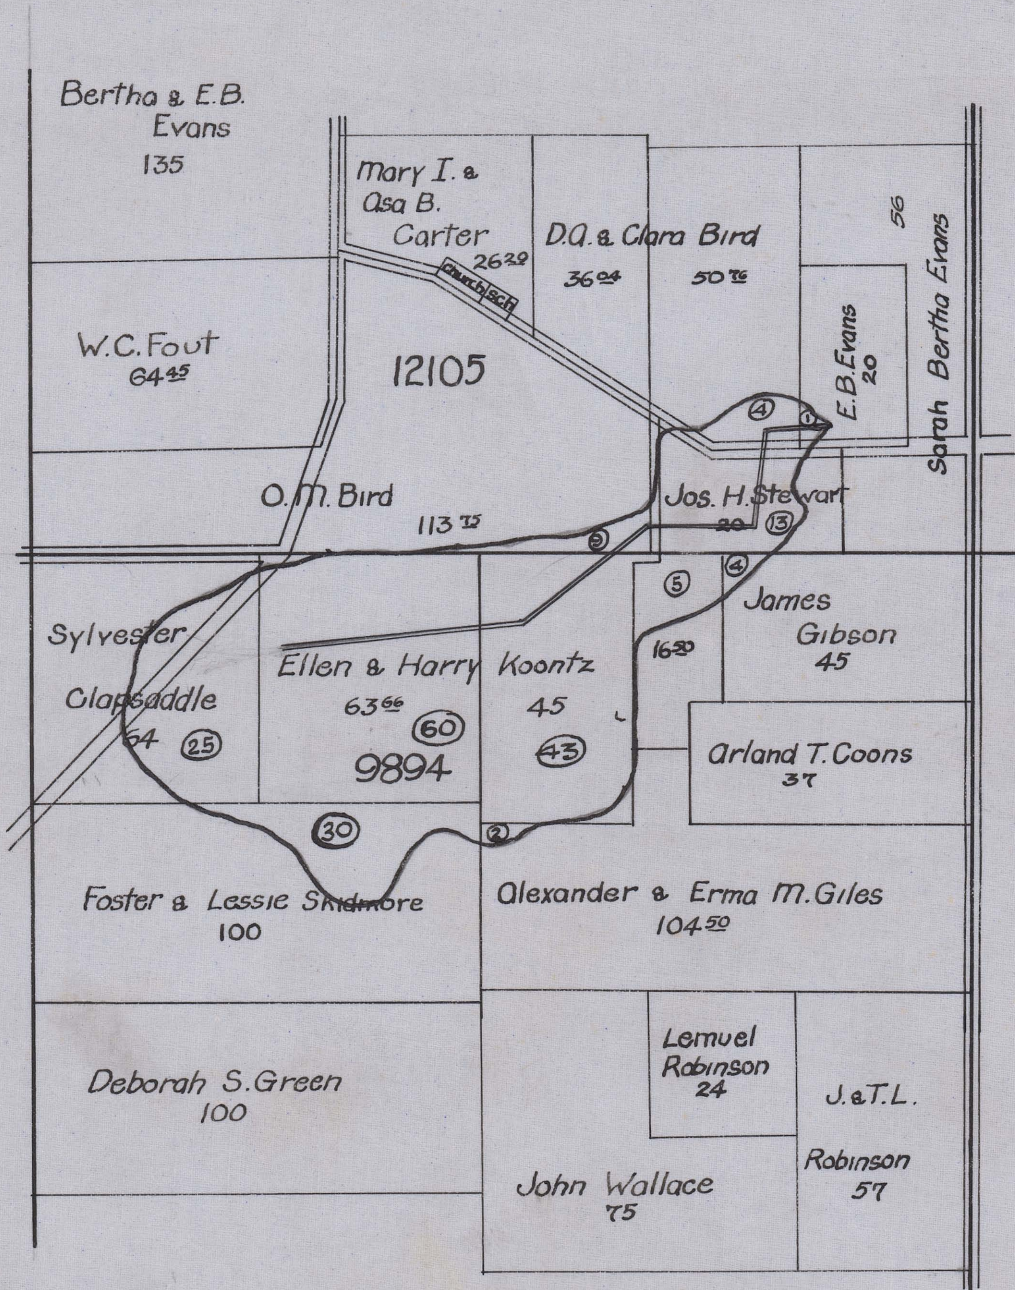 Bertha & E.B.
Evans
135
Mary I. &
Asa B.
Carter
26 20
D.A. & Clara Bird
36 04
50 76
56
Sarah Bertha Evans
E.B. Evans
20
Church
Sch
W.C. Fout
64 45
12105
4
1
O.M. Bird
113 75
Jos. H. Stewart
20
13
4
5
James
Gibson
45
16 50
Sylvester
Clapsaddle
64
25
Ellen & Harry Koontz
63 66
45
60
43
9894
Arland T. Coons
37
30
2
Foster & Lessie Skidmore
100
Alexander & Erma M. Giles
104 50
Deborah S. Green
100
Lemuel
Robinson
24
J. & T.L.
Robinson
57
John Wallace
75